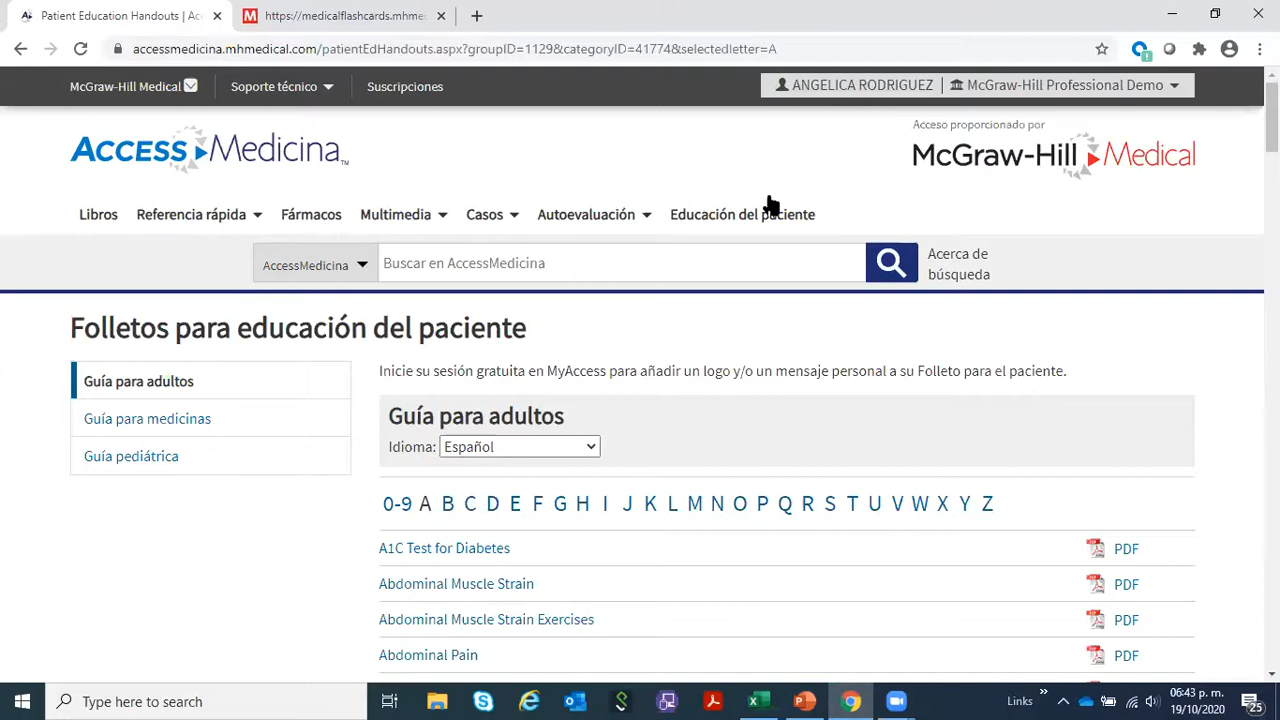 Patient Education Handouts | Acc
https://medicalflashcards.mhme
accessmedicina.mhmedical.com/patientEdHandouts.aspx?groupID=1129&categoryID=41774&selectedletter=A
McGraw-Hill Medical
Soporte técnico
Suscripciones
ANGELICA RODRIGUEZ
McGraw-Hill Professional Demo
ACCESS Medicina™
Acceso proporcionado por
McGraw-Hill Medical
Libros
Referencia rápida
Fármacos
Multimedia
Casos
Autoevaluación
Educación del paciente
AccessMedicina
Buscar en AccessMedicina
Acerca de
búsqueda
Folletos para educación del paciente
Guía para adultos
Guía para medicinas
Guía pediátrica
Inicie su sesión gratuita en MyAccess para añadir un logo y/o un mensaje personal a su Folleto para el paciente.
Guía para adultos
Idioma: Español
0-9 A B C D E F G H I J K L M N O P Q R S T U V W X Y Z
A1C Test for Diabetes PDF
Abdominal Muscle Strain PDF
Abdominal Muscle Strain Exercises PDF
Abdominal Pain PDF
Type here to search
Links
06:43 p. m.
19/10/2020
25